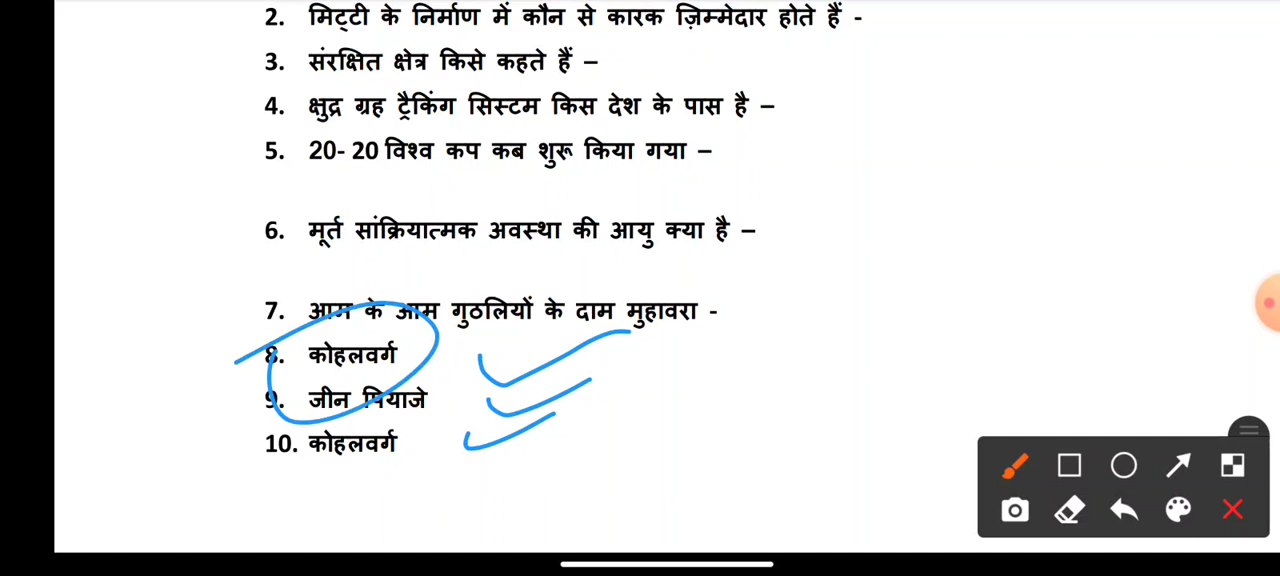 2. मिट्टी के निर्माण में कौन से कारक ज़िम्मेदार होते हैं -
3. संरक्षित क्षेत्र किसे कहते हैं –
4. क्षुद्र ग्रह ट्रैकिंग सिस्टम किस देश के पास है –
5. 20- 20 विश्व कप कब शुरू किया गया –
6. मूर्त सांक्रियात्मक अवस्था की आयु क्या है –
7. आम के आम गुठलियों के दाम मुहावरा -
8. कोहलवर्ग
9. जीन पियाजे
10. कोहलवर्ग